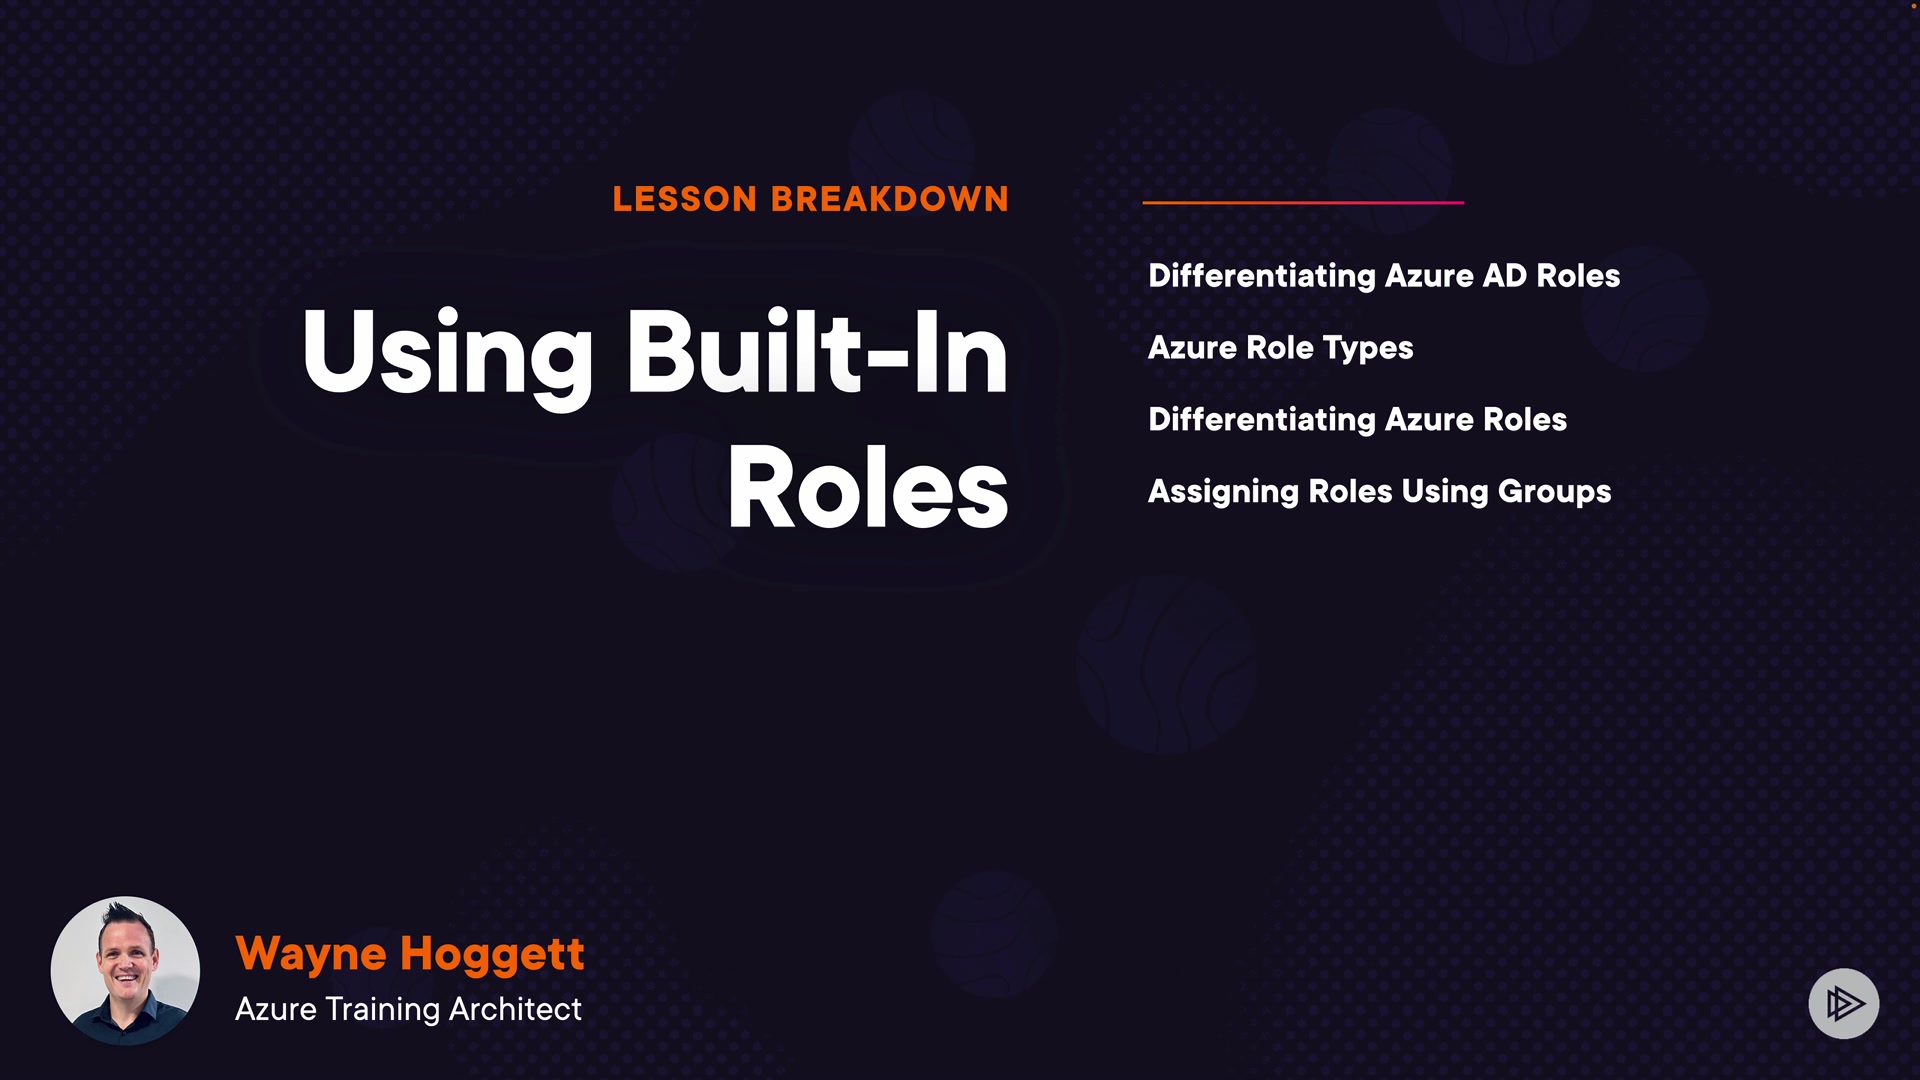 LESSON BREAKDOWN
Using Built-In
Roles
Differentiating Azure AD Roles
Azure Role Types
Differentiating Azure Roles
Assigning Roles Using Groups
Wayne Hoggett
Azure Training Architect